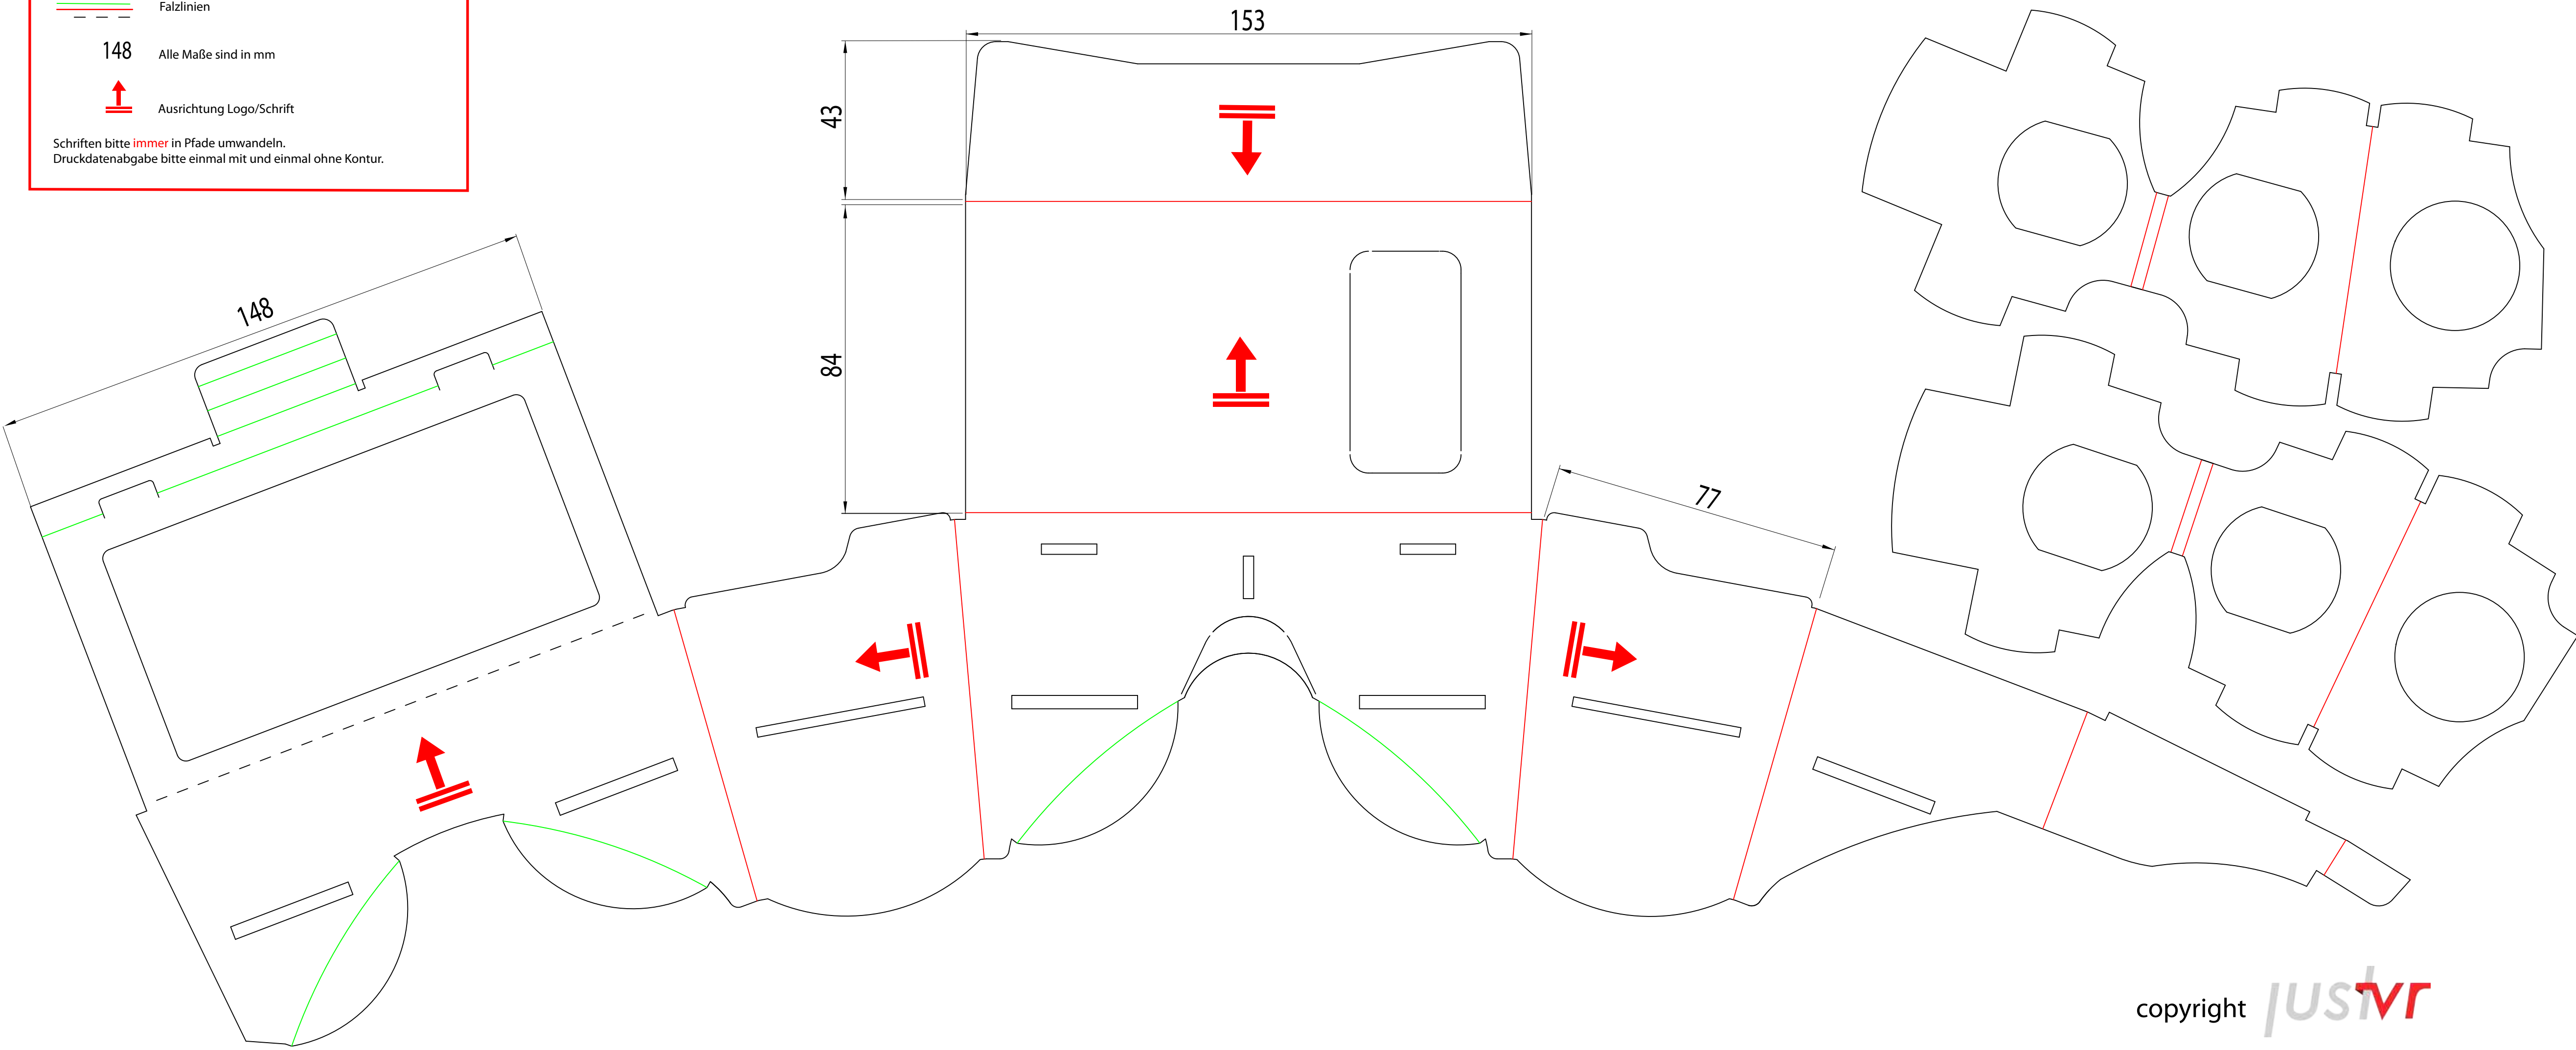 Falzlinien
148 Alle Maße sind in mm
Ausrichtung Logo/Schrift
Schriften bitte immer in Pfade umwandeln.
Druckdatenabgabe bitte einmal mit und einmal ohne Kontur.
153
43
84
148
77
copyright justvr